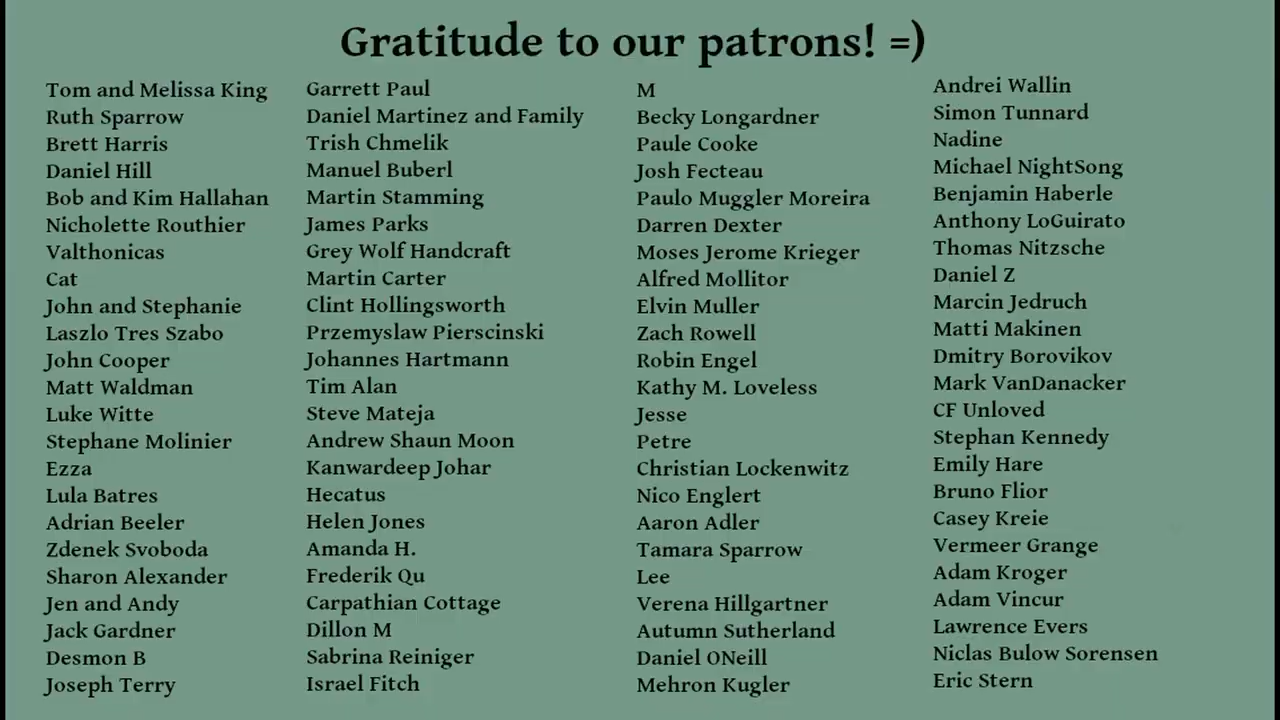 Gratitude to our patrons! =)
Tom and Melissa King
Ruth Sparrow
Brett Harris
Daniel Hill
Bob and Kim Hallahan
Nicholette Routhier
Valthonicas
Cat
John and Stephanie
Laszlo Tres Szabo
John Cooper
Matt Waldman
Luke Witte
Stephane Molinier
Ezza
Lula Batres
Adrian Beeler
Zdenek Svoboda
Sharon Alexander
Jen and Andy
Jack Gardner
Desmon B
Joseph Terry
Garrett Paul
Daniel Martinez and Family
Trish Chmelik
Manuel Buberl
Martin Stamming
James Parks
Grey Wolf Handcraft
Martin Carter
Clint Hollingsworth
Przemyslaw Pierscinski
Johannes Hartmann
Tim Alan
Steve Mateja
Andrew Shaun Moon
Kanwardeep Johar
Hecatus
Helen Jones
Amanda H.
Frederik Qu
Carpathian Cottage
Dillon M
Sabrina Reiniger
Israel Fitch
M
Becky Longardner
Paule Cooke
Josh Fecteau
Paulo Muggler Moreira
Darren Dexter
Moses Jerome Krieger
Alfred Mollitor
Elvin Muller
Zach Rowell
Robin Engel
Kathy M. Loveless
Jesse
Petre
Christian Lockenwitz
Nico Englert
Aaron Adler
Tamara Sparrow
Lee
Verena Hillgartner
Autumn Sutherland
Daniel ONeill
Mehron Kugler
Andrei Wallin
Simon Tunnard
Nadine
Michael NightSong
Benjamin Haberle
Anthony LoGuirato
Thomas Nitzsche
Daniel Z
Marcin Jedruch
Matti Makinen
Dmitry Borovikov
Mark VanDanacker
CF Unloved
Stephan Kennedy
Emily Hare
Bruno Flior
Casey Kreie
Vermeer Grange
Adam Kroger
Adam Vincur
Lawrence Evers
Niclas Bulow Sorensen
Eric Stern